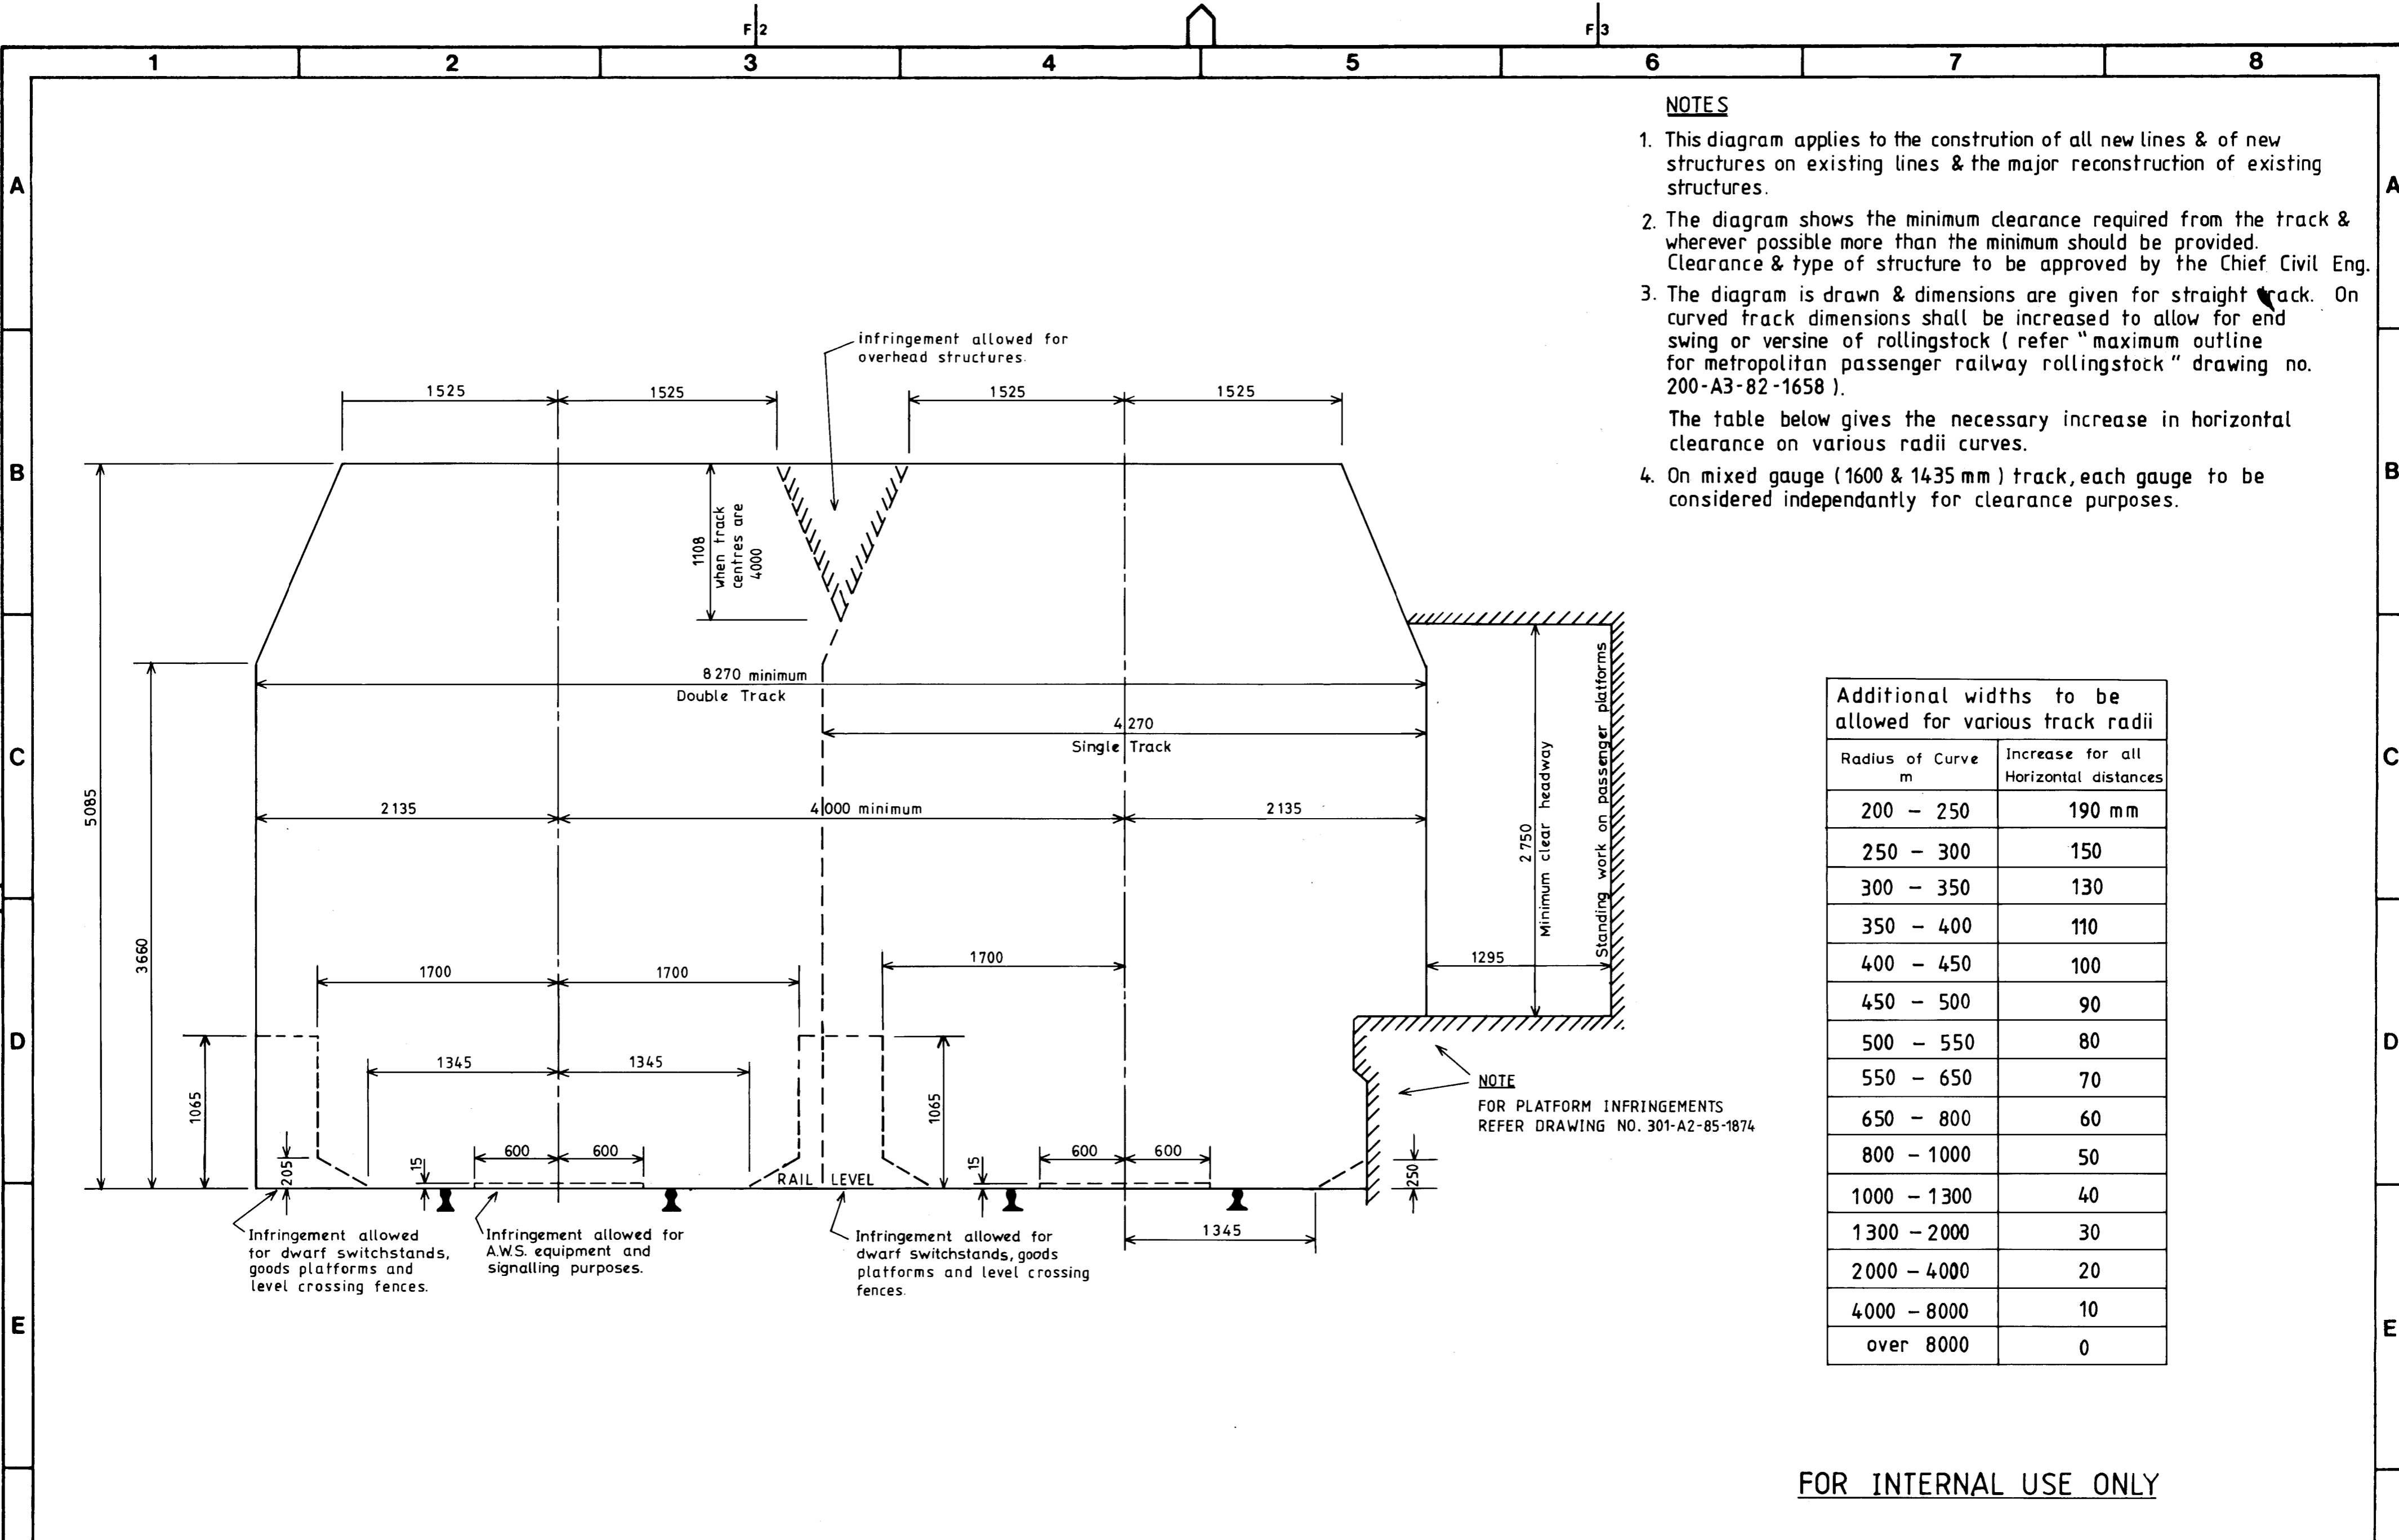 F 2
F 3
1 2 3 4 5 6 7 8
A
A
B
B
C
C
D
D
E
E
NOTES
1. This diagram applies to the constrution of all new lines & of new
structures on existing lines & the major reconstruction of existing
structures.
2. The diagram shows the minimum clearance required from the track &
wherever possible more than the minimum should be provided.
Clearance & type of structure to be approved by the Chief Civil Eng.
3. The diagram is drawn & dimensions are given for straight track. On
curved track dimensions shall be increased to allow for end
swing or versine of rollingstock ( refer "maximum outline
for metropolitan passenger railway rollingstock" drawing no.
200-A3-82-1658 ).
The table below gives the necessary increase in horizontal
clearance on various radii curves.
4. On mixed gauge (1600 & 1435 mm) track, each gauge to be
considered independantly for clearance purposes.
infringement allowed for
overhead structures.
1525
1525
1525
1525
1108
when track
centres are
4000
8270 minimum
Double Track
4270
Single Track
2135
4000 minimum
2135
5085
3660
2750
Minimum clear headway
Standing work on passenger platforms
1700
1700
1700
1295
1345
1345
1065
1065
205
15
600
600
15
600
600
250
RAIL LEVEL
1345
NOTE
FOR PLATFORM INFRINGEMENTS
REFER DRAWING NO. 301-A2-85-1874
Infringement allowed
for dwarf switchstands,
goods platforms and
level crossing fences.
Infringement allowed for
A.W.S. equipment and
signalling purposes.
Infringement allowed for
dwarf switchstands, goods
platforms and level crossing
fences.
Additional widths to be
allowed for various track radii
Radius of Curve
m
Increase for all
Horizontal distances
200 - 250 190 mm
250 - 300 150
300 - 350 130
350 - 400 110
400 - 450 100
450 - 500 90
500 - 550 80
550 - 650 70
650 - 800 60
800 - 1000 50
1000 - 1300 40
1300 - 2000 30
2000 - 4000 20
4000 - 8000 10
over 8000 0
FOR INTERNAL USE ONLY